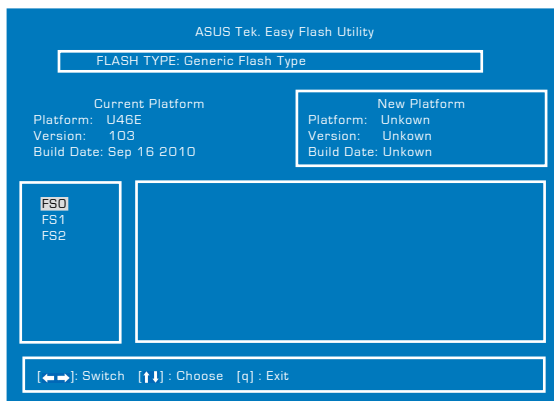 ASUS Tek. Easy Flash Utility
FLASH TYPE: Generic Flash Type
Current Platform
Platform: U46E
Version: 103
Build Date: Sep 16 2010
New Platform
Platform: Unkown
Version: Unkown
Build Date: Unkown
FS0
FS1
FS2
[←→]: Switch [↑↓] : Choose [q] : Exit